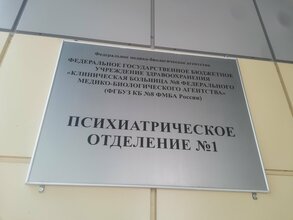 Федеральное медико-биологическое агентство
ФЕДЕРАЛЬНОЕ ГОСУДАРСТВЕННОЕ БЮДЖЕТНОЕ
УЧРЕЖДЕНИЕ ЗДРАВООХРАНЕНИЯ
«КЛИНИЧЕСКАЯ БОЛЬНИЦА №8 ФЕДЕРАЛЬНОГО
МЕДИКО-БИОЛОГИЧЕСКОГО АГЕНТСТВА»
(ФГБУЗ КБ №8 ФМБА России)
ПСИХИАТРИЧЕСКОЕ
ОТДЕЛЕНИЕ №1